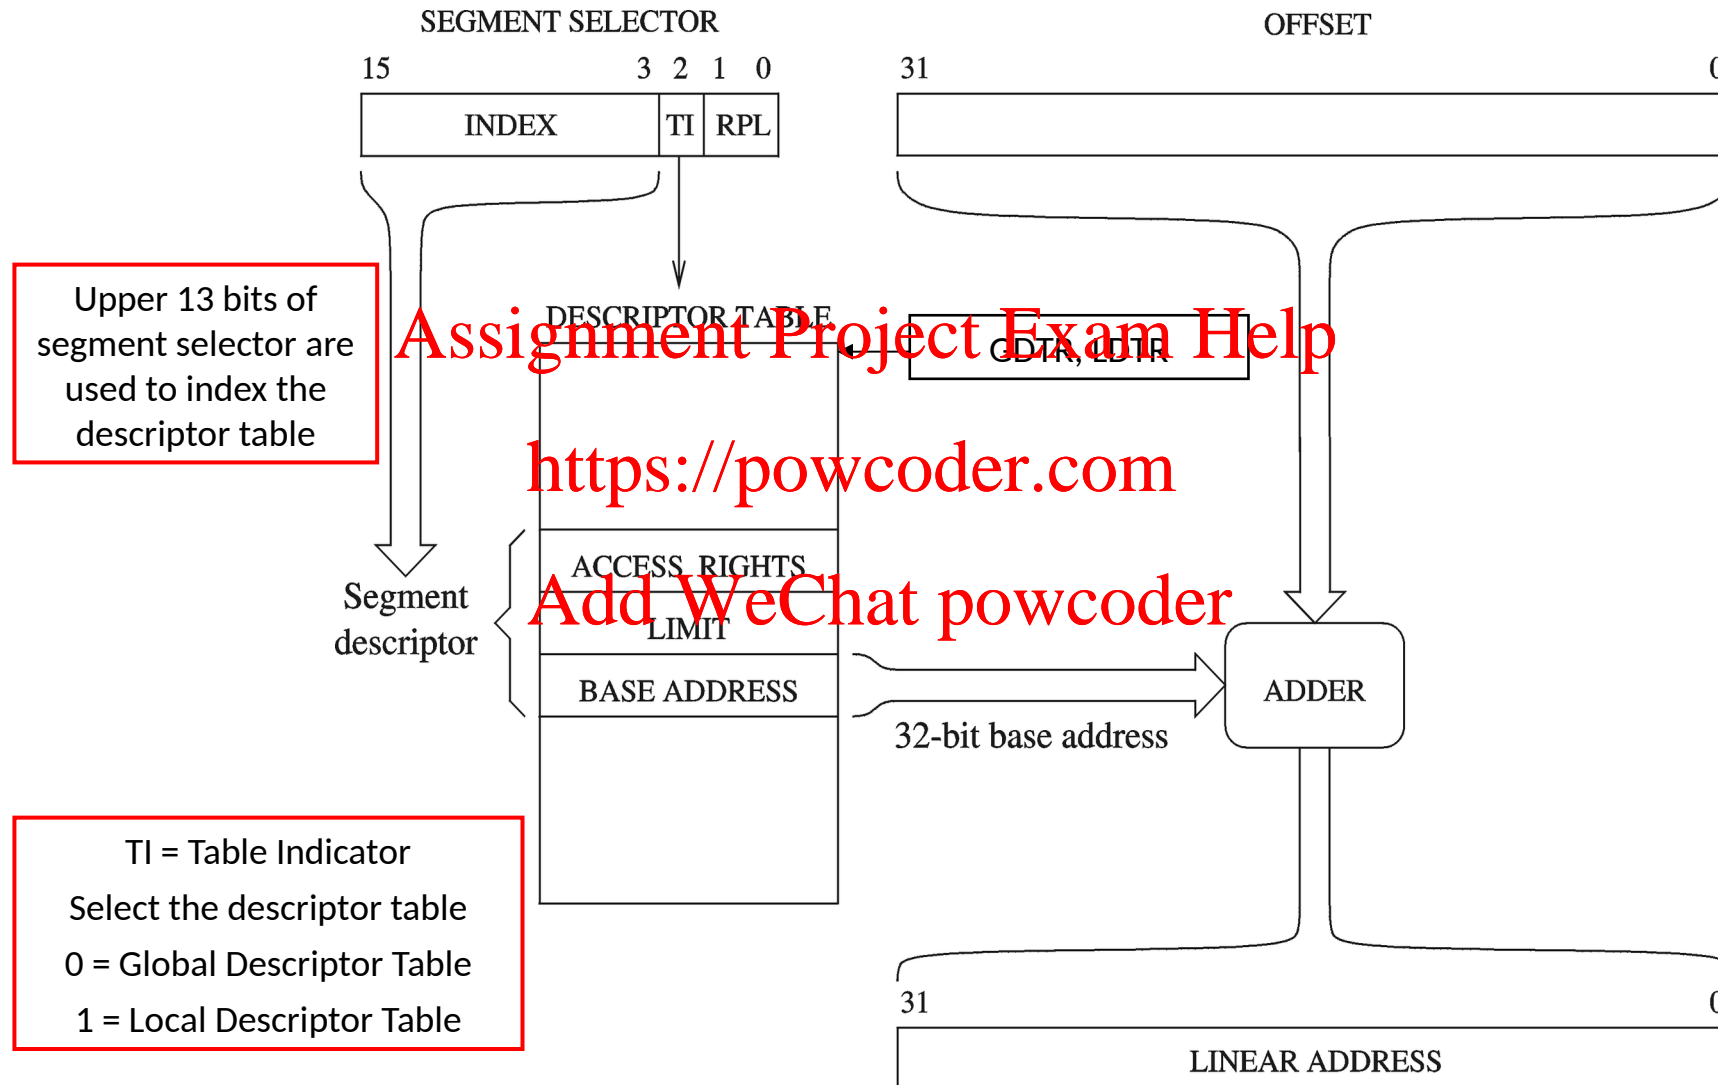 SEGMENT SELECTOR
OFFSET
15 3 2 1 0
31 0
INDEX TI RPL
Upper 13 bits of
segment selector are
used to index the
descriptor table
DESCRIPTOR TABLE
Assignment Project Exam Help
GDTR, LDTR
https://powcoder.com
ACCESS RIGHTS
Segment
descriptor
Add WeChat powcoder
LIMIT
BASE ADDRESS
ADDER
32-bit base address
TI = Table Indicator
Select the descriptor table
0 = Global Descriptor Table
1 = Local Descriptor Table
31 0
LINEAR ADDRESS